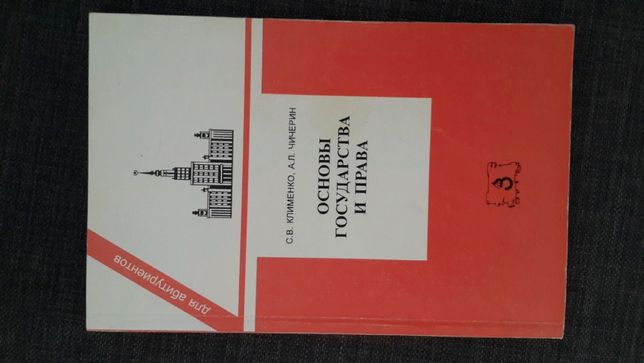 для абитуриентов
С.В. КЛИМЕНКО, А.Л. ЧИЧЕРИН
ОСНОВЫ
ГОСУДАРСТВА
И ПРАВА
З